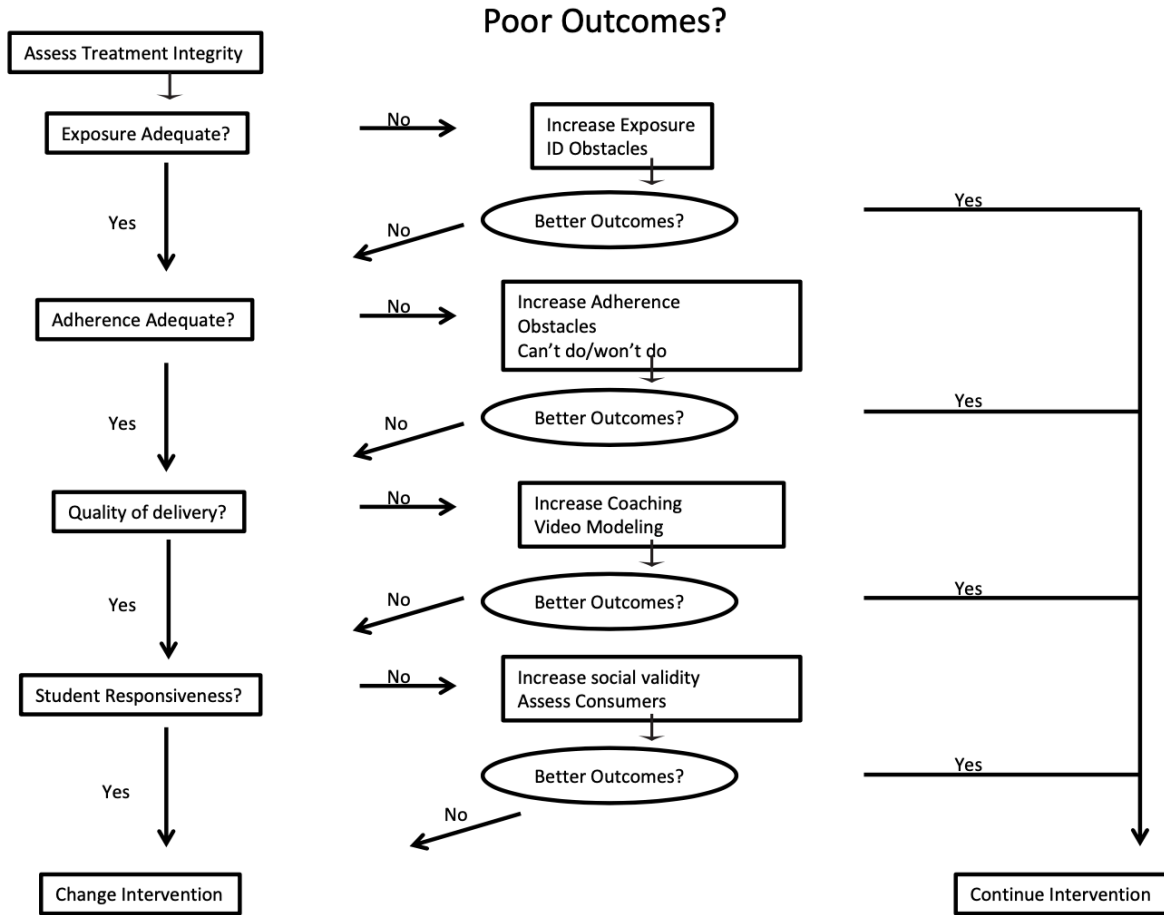 Poor Outcomes?
Assess Treatment Integrity
Exposure Adequate?
No
Increase Exposure
ID Obstacles
Yes
No
Better Outcomes?
Yes
Adherence Adequate?
No
Increase Adherence
Obstacles
Can't do/won't do
Yes
No
Better Outcomes?
Yes
Quality of delivery?
No
Increase Coaching
Video Modeling
Yes
No
Better Outcomes?
Yes
Student Responsiveness?
No
Increase social validity
Assess Consumers
Yes
No
Better Outcomes?
Yes
Change Intervention
Continue Intervention